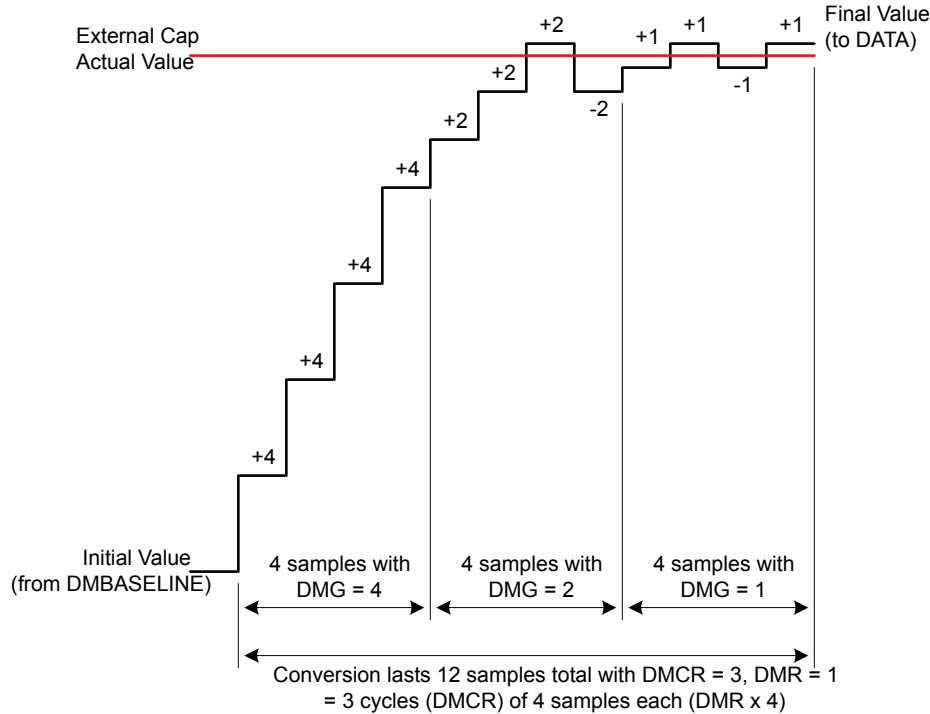 +2
Final Value
(to DATA)
External Cap
Actual Value
+1
+1
+1
+2
-1
-2
+2
+4
+4
+4
+4
Initial Value
(from DMBASELINE)
4 samples with
DMG = 4
4 samples with
DMG = 2
4 samples with
DMG = 1
Conversion lasts 12 samples total with DMCR = 3, DMR = 1
= 3 cycles (DMCR) of 4 samples each (DMR x 4)